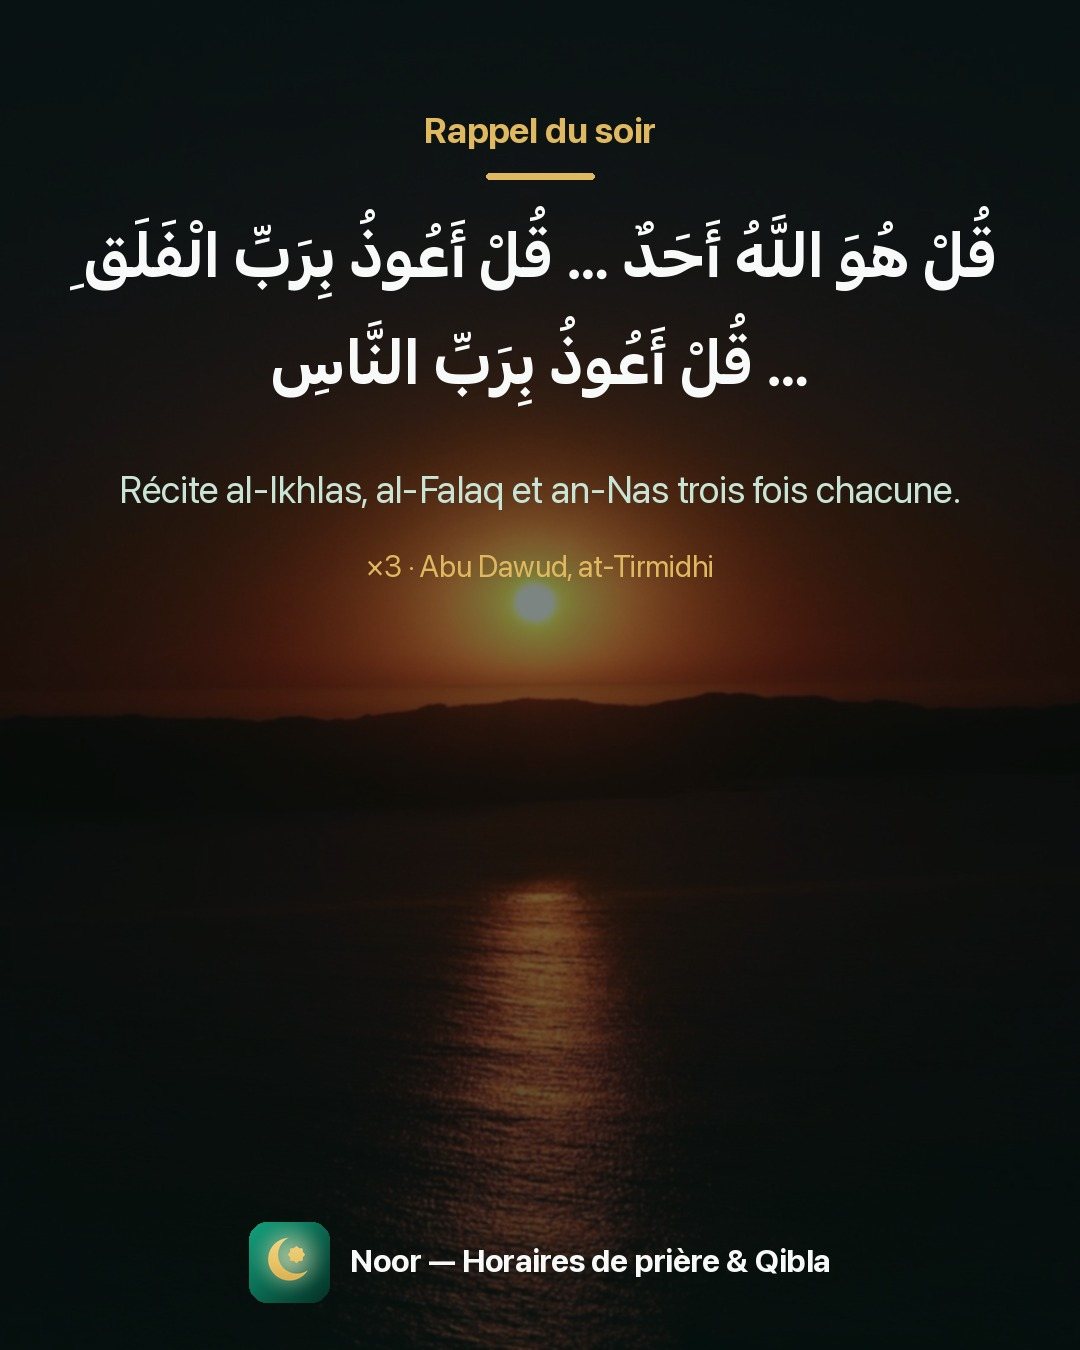 Rappel du soir
قُلْ هُوَ اللَّهُ أَحَدٌ ... قُلْ أَعُوذُ بِرَبِّ الْفَلَقِ
... قُلْ أَعُوذُ بِرَبِّ النَّاسِ
Récite al-Ikhlas, al-Falaq et an-Nas trois fois chacune.
×3 · Abu Dawud, at-Tirmidhi
Noor — Horaires de prière & Qibla